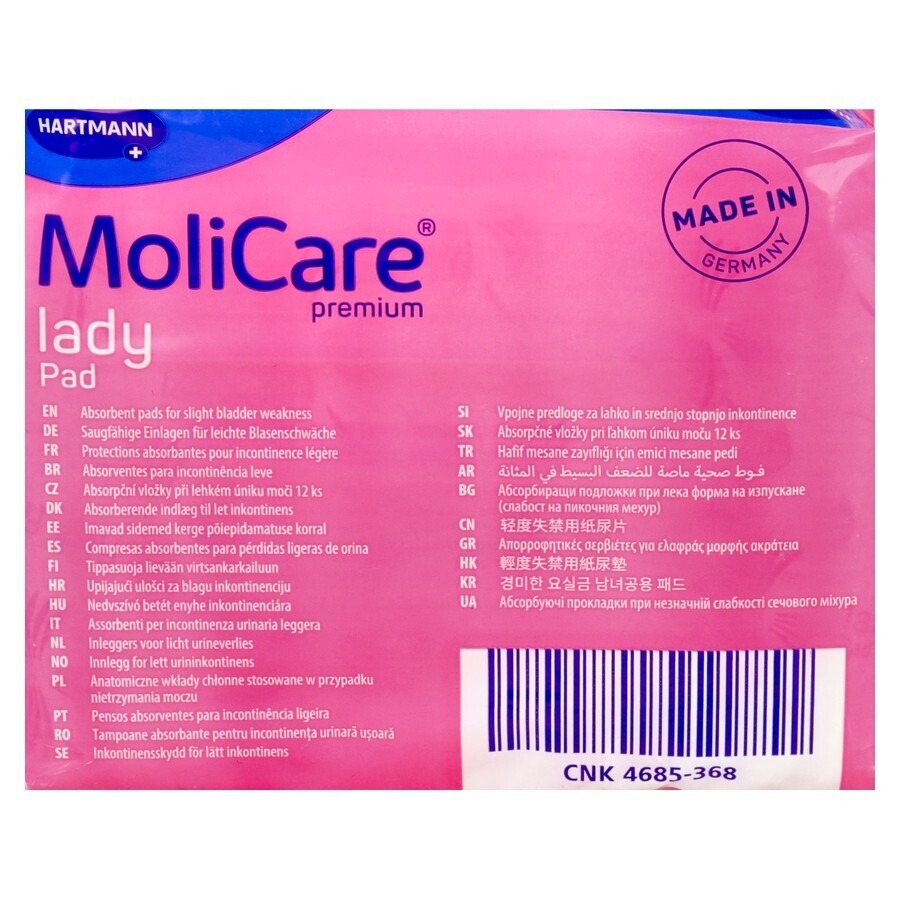 HARTMANN
MoliCare®
premium
lady
Pad
MADE IN
GERMANY
EN Absorbent pads for slight bladder weakness
DE Saugfähige Einlagen für leichte Blasenschwäche
FR Protections absorbantes pour incontinence légère
BR Absorventes para incontinência leve
CZ Absorpční vložky při lehkém úniku moči 12 ks
DK Absorberende indlæg til let inkontinens
EE Imavad sidemed kerge põiepidamatuse korral
ES Compresas absorbentes para pérdidas ligeras de orina
FI Tippasuoja lievään virtsankarkailuun
HR Upijajući ulošci za blagu inkontinenciju
HU Nedvszívó betét enyhe inkontinenciára
IT Assorbenti per incontinenza urinaria leggera
NL Inleggers voor licht urineverlies
NO Innlegg for lett urininkontinens
PL Anatomiczne wkłady chłonne stosowane w przypadku
nietrzymania moczu
PT Pensos absorventes para incontinência ligeira
RO Tampoane absorbante pentru incontinența urinară ușoară
SE Inkontinensskydd för lätt inkontinens
SI Vpojne predloge za lahko in srednjo stopnjo inkontinence
SK Absorpčné vložky pri ľahkom úniku moču 12 ks
TR Hafif mesane zayıflığı için emici mesane pedi
AR فوط صحية ماصة للضعف البسيط في المثانة
BG Абсорбиращи подложки при лека форма на изпускане
(слабост на пикочния мехур)
CN 轻度失禁用纸尿片
GR Απορροφητικές σερβιέτες για ελαφράς μορφής ακράτεια
HK 輕度失禁用紙尿墊
KR 경미한 요실금 남녀공용 패드
UA Абсорбуючі прокладки при незначній слабкості сечового міхура
CNK 4685-368